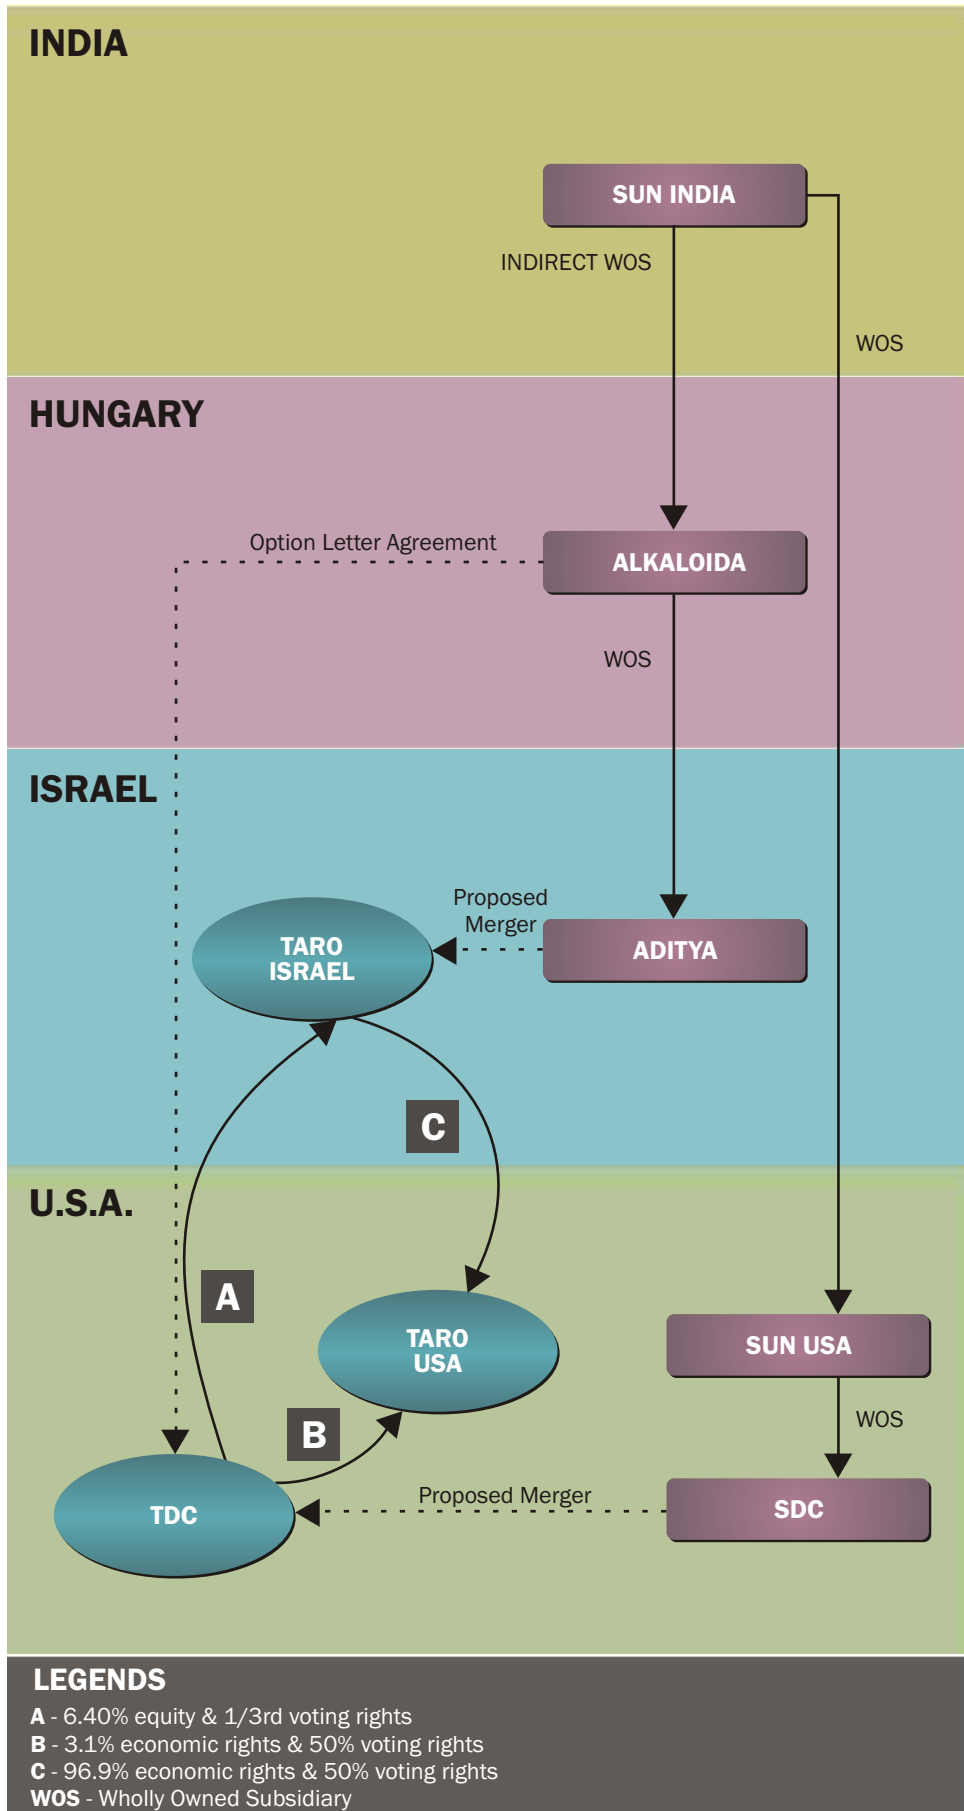 INDIA
SUN INDIA
INDIRECT WOS
WOS
HUNGARY
Option Letter Agreement
ALKALOIDA
WOS
ISRAEL
Proposed
Merger
TARO
ISRAEL
ADITYA
C
U.S.A.
A
TARO
USA
SUN USA
B
WOS
Proposed Merger
TDC
SDC
LEGENDS
A - 6.40% equity & 1/3rd voting rights
B - 3.1% economic rights & 50% voting rights
C - 96.9% economic rights & 50% voting rights
WOS - Wholly Owned Subsidiary